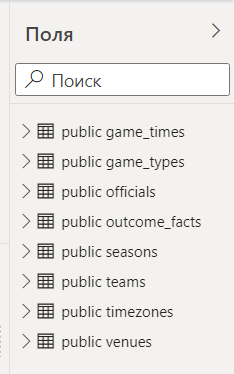 Поля
Поиск
public game_times
public game_types
public officials
public outcome_facts
public seasons
public teams
public timezones
public venues